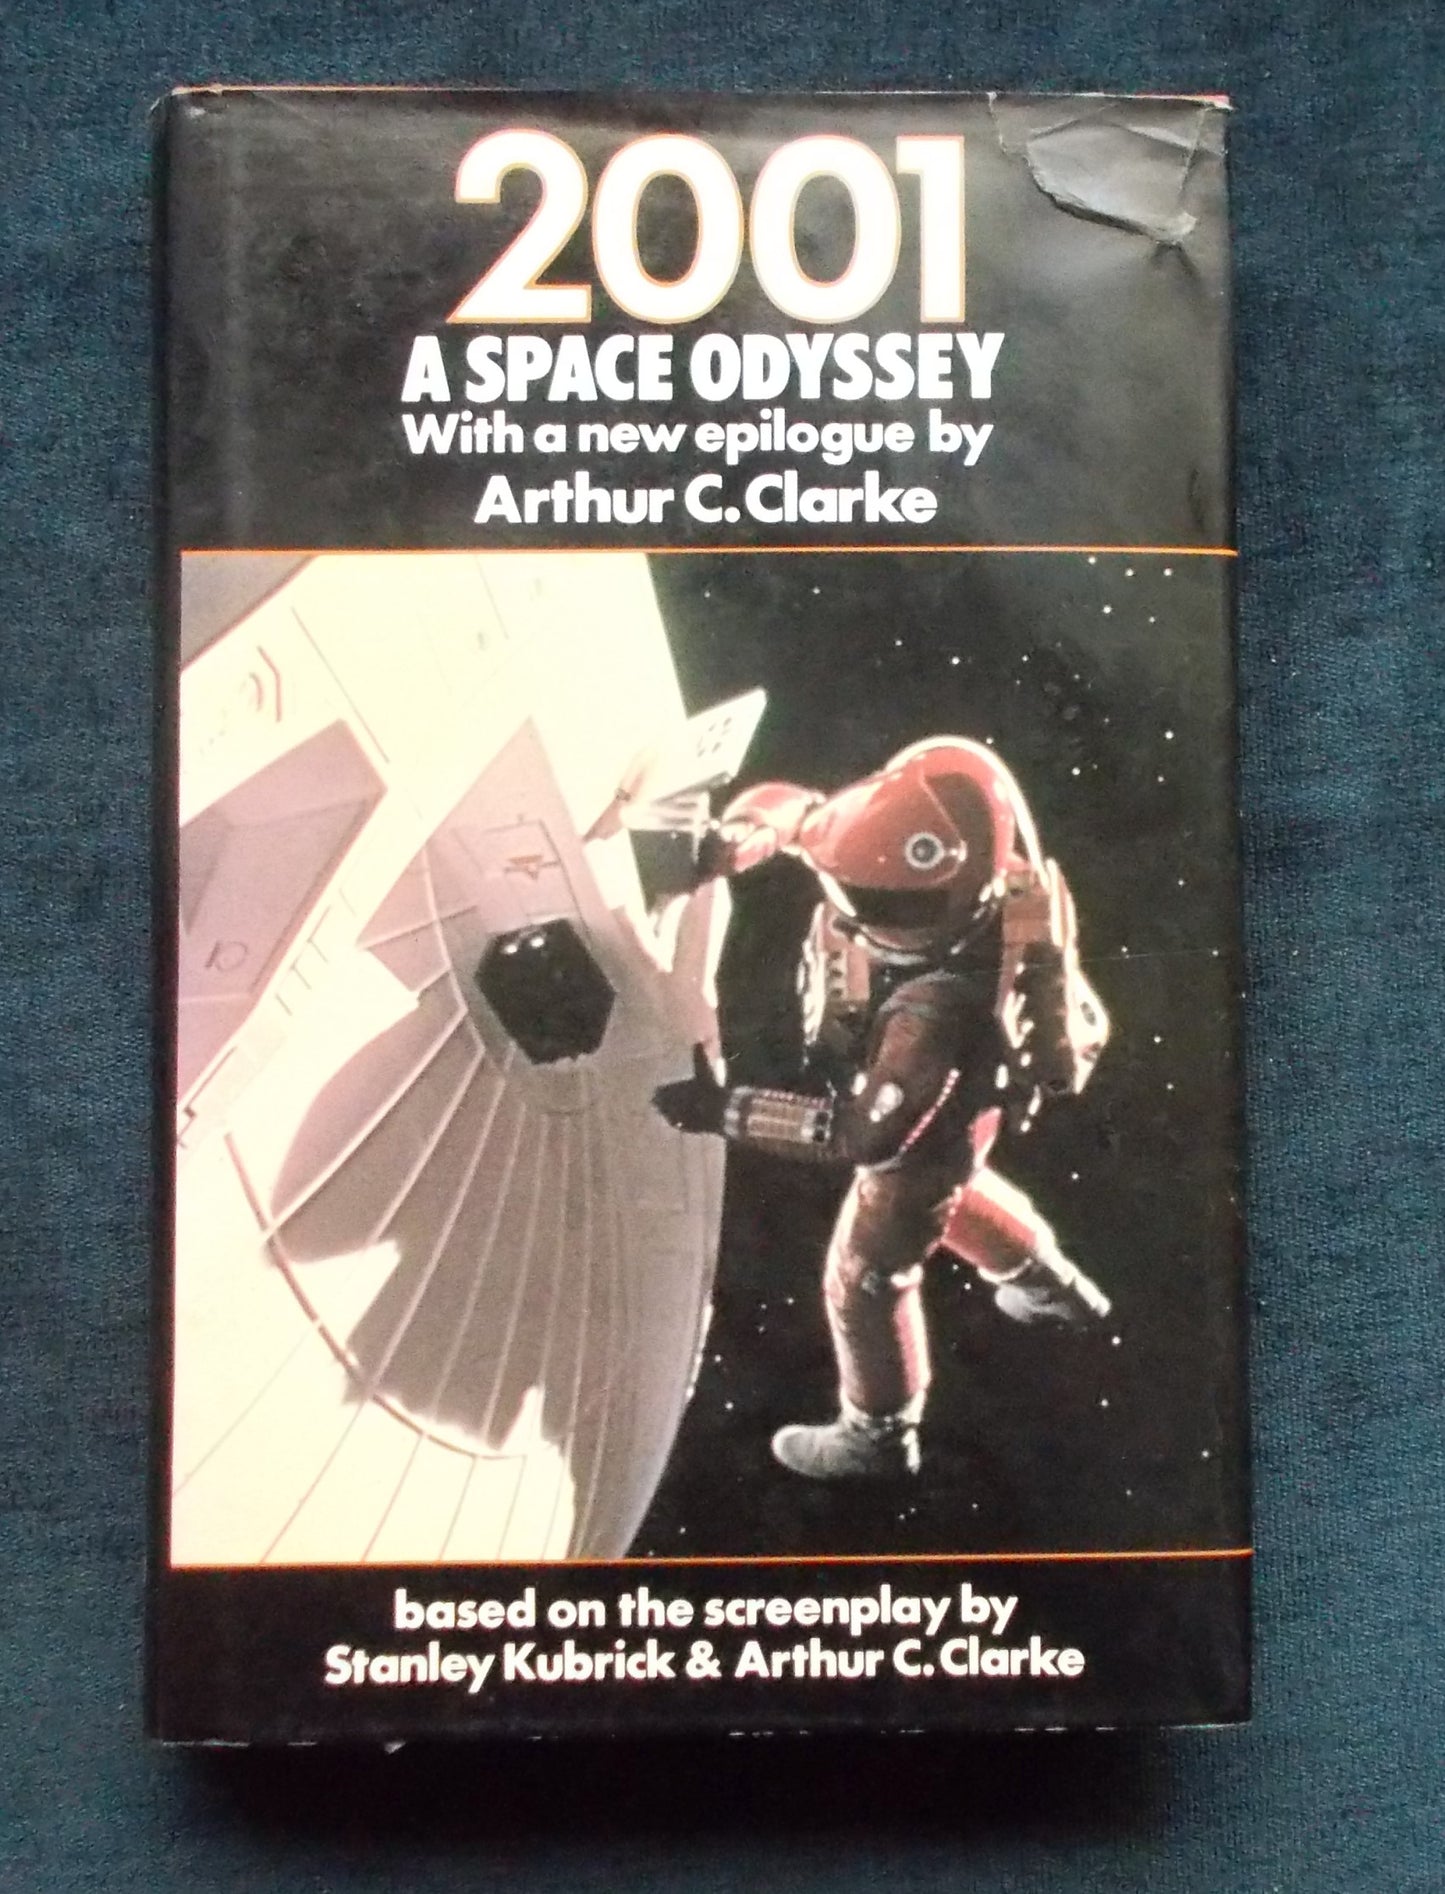 2001
A SPACE ODYSSEY
With a new epilogue by
Arthur C. Clarke
based on the screenplay by
Stanley Kubrick & Arthur C. Clarke